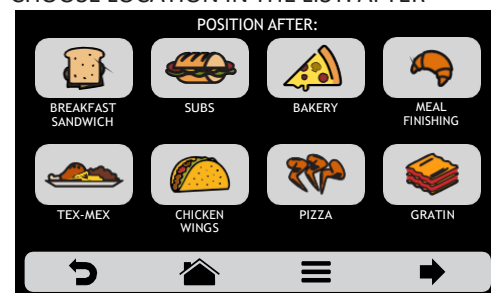 CHOOSE LOCATION IN THE LIST: AFTER
POSITION AFTER:
BREAKFAST
SANDWICH
SUBS
BAKERY
MEAL
FINISHING
TEX-MEX
CHICKEN
WINGS
PIZZA
GRATIN